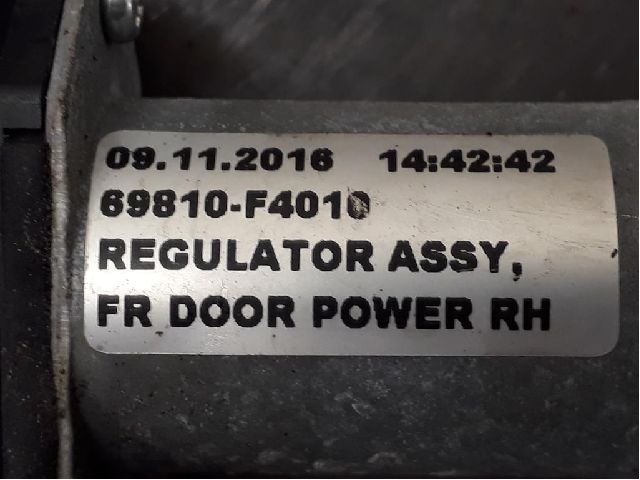 09.11.2016 14:42:42
69810-F4010
REGULATOR ASSY,
FR DOOR POWER RH